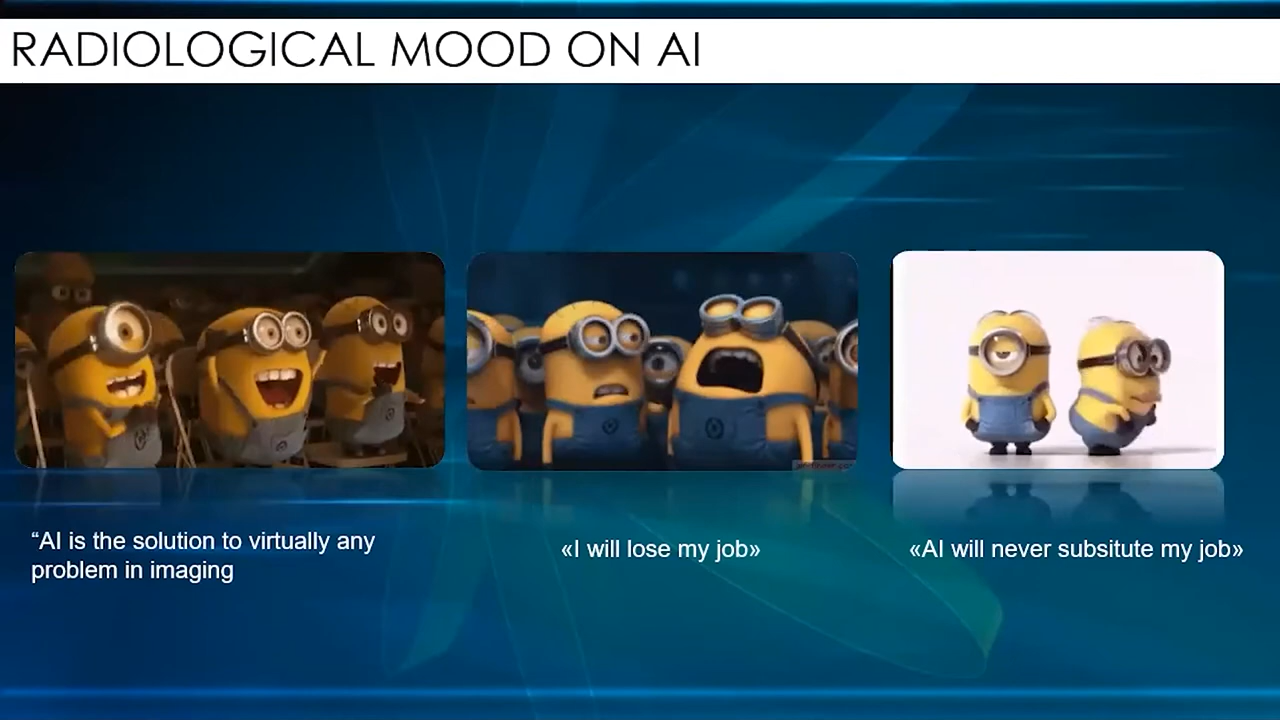 RADIOLOGICAL MOOD ON AI
“AI is the solution to virtually any
problem in imaging
«I will lose my job»
«AI will never subsitute my job»